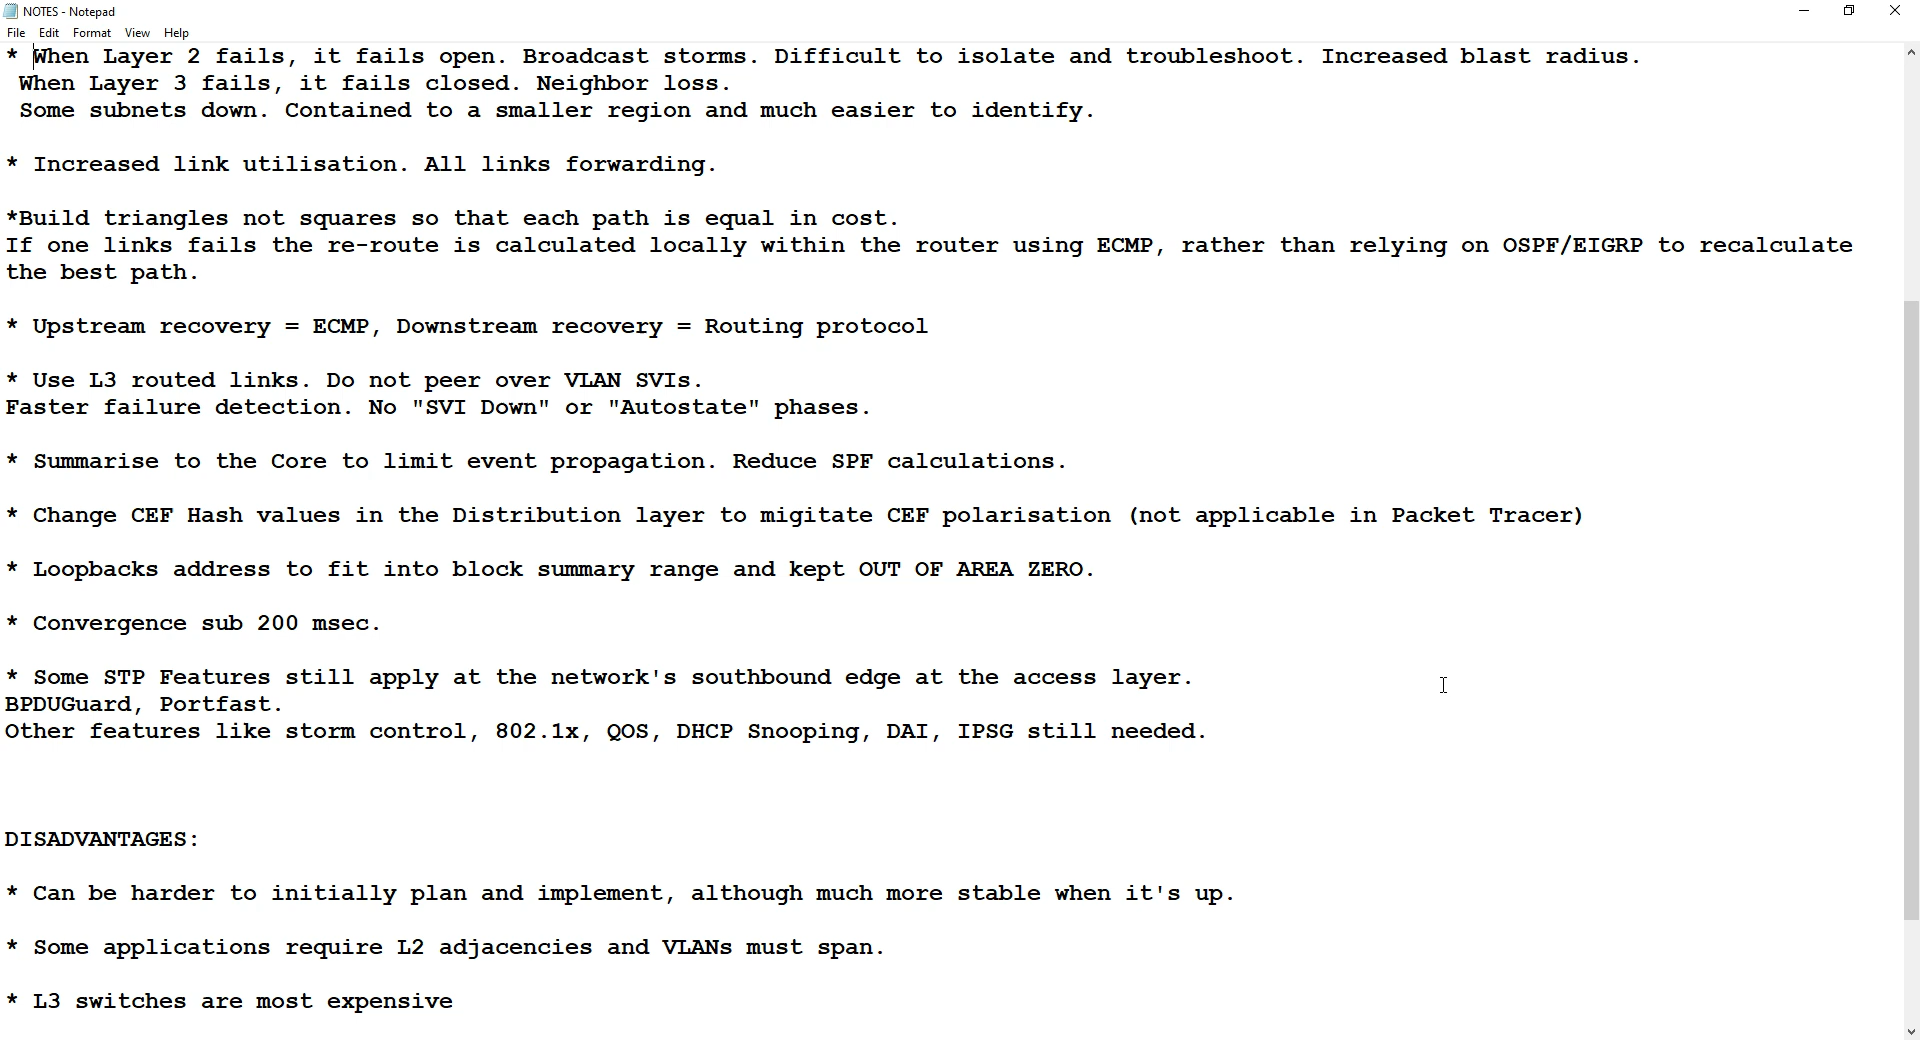 NOTES - Notepad
File Edit Format View Help
* When Layer 2 fails, it fails open. Broadcast storms. Difficult to isolate and troubleshoot. Increased blast radius.
When Layer 3 fails, it fails closed. Neighbor loss.
Some subnets down. Contained to a smaller region and much easier to identify.
* Increased link utilisation. All links forwarding.
*Build triangles not squares so that each path is equal in cost.
If one links fails the re-route is calculated locally within the router using ECMP, rather than relying on OSPF/EIGRP to recalculate
the best path.
* Upstream recovery = ECMP, Downstream recovery = Routing protocol
* Use L3 routed links. Do not peer over VLAN SVIs.
Faster failure detection. No "SVI Down" or "Autostate" phases.
* Summarise to the Core to limit event propagation. Reduce SPF calculations.
* Change CEF Hash values in the Distribution layer to migitate CEF polarisation (not applicable in Packet Tracer)
* Loopbacks address to fit into block summary range and kept OUT OF AREA ZERO.
* Convergence sub 200 msec.
* Some STP Features still apply at the network's southbound edge at the access layer.
BPDUGuard, Portfast.
Other features like storm control, 802.1x, QOS, DHCP Snooping, DAI, IPSG still needed.
DISADVANTAGES:
* Can be harder to initially plan and implement, although much more stable when it's up.
* Some applications require L2 adjacencies and VLANs must span.
* L3 switches are most expensive